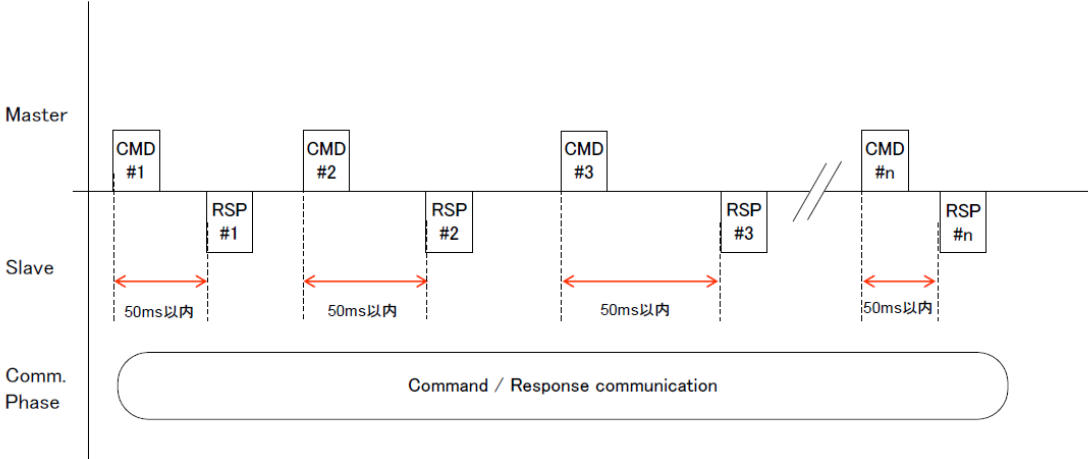 Master
CMD
#1
CMD
#2
CMD
#3
CMD
#n
RSP
#1
RSP
#2
RSP
#3
RSP
#n
Slave
50ms以内
50ms以内
50ms以内
50ms以内
Comm.
Phase
Command / Response communication